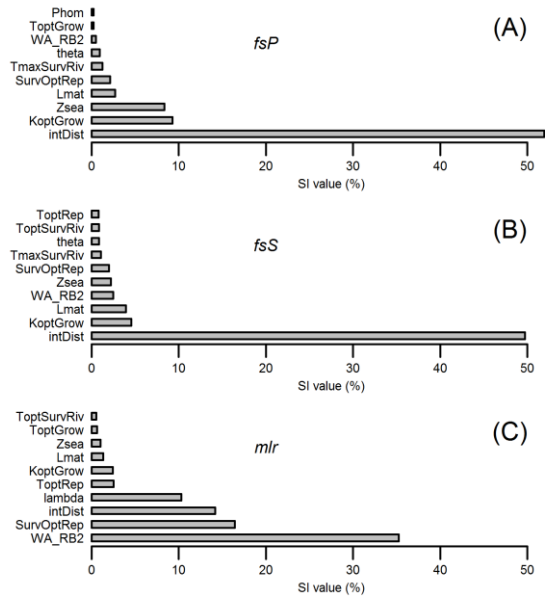 (A)
fsP
Phom
ToptGrow
WA_RB2
theta
TmaxSurvRiv
SurvOptRep
Lmat
Zsea
KoptGrow
intDist
0 10 20 30 40 50
SI value (%)
(B)
fsS
ToptRep
ToptSurvRiv
theta
TmaxSurvRiv
SurvOptRep
Zsea
WA_RB2
Lmat
KoptGrow
intDist
0 10 20 30 40 50
SI value (%)
(C)
mlr
ToptSurvRiv
ToptGrow
Zsea
Lmat
KoptGrow
ToptRep
lambda
intDist
SurvOptRep
WA_RB2
0 10 20 30 40 50
SI value (%)